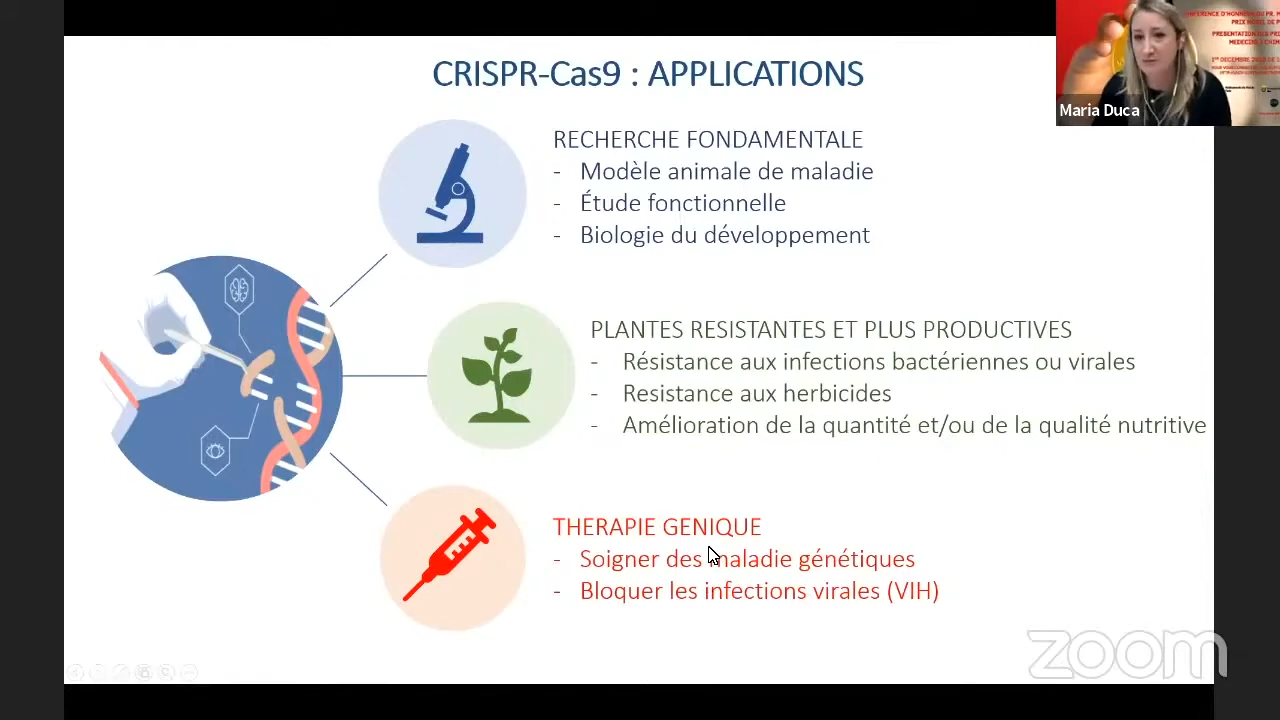 CRISPR-Cas9 : APPLICATIONS
RECHERCHE FONDAMENTALE
- Modèle animale de maladie
- Étude fonctionnelle
- Biologie du développement
PLANTES RESISTANTES ET PLUS PRODUCTIVES
- Résistance aux infections bactériennes ou virales
- Resistance aux herbicides
- Amélioration de la quantité et/ou de la qualité nutritive
THERAPIE GENIQUE
- Soigner des maladie génétiques
- Bloquer les infections virales (VIH)
Maria Duca
zoom